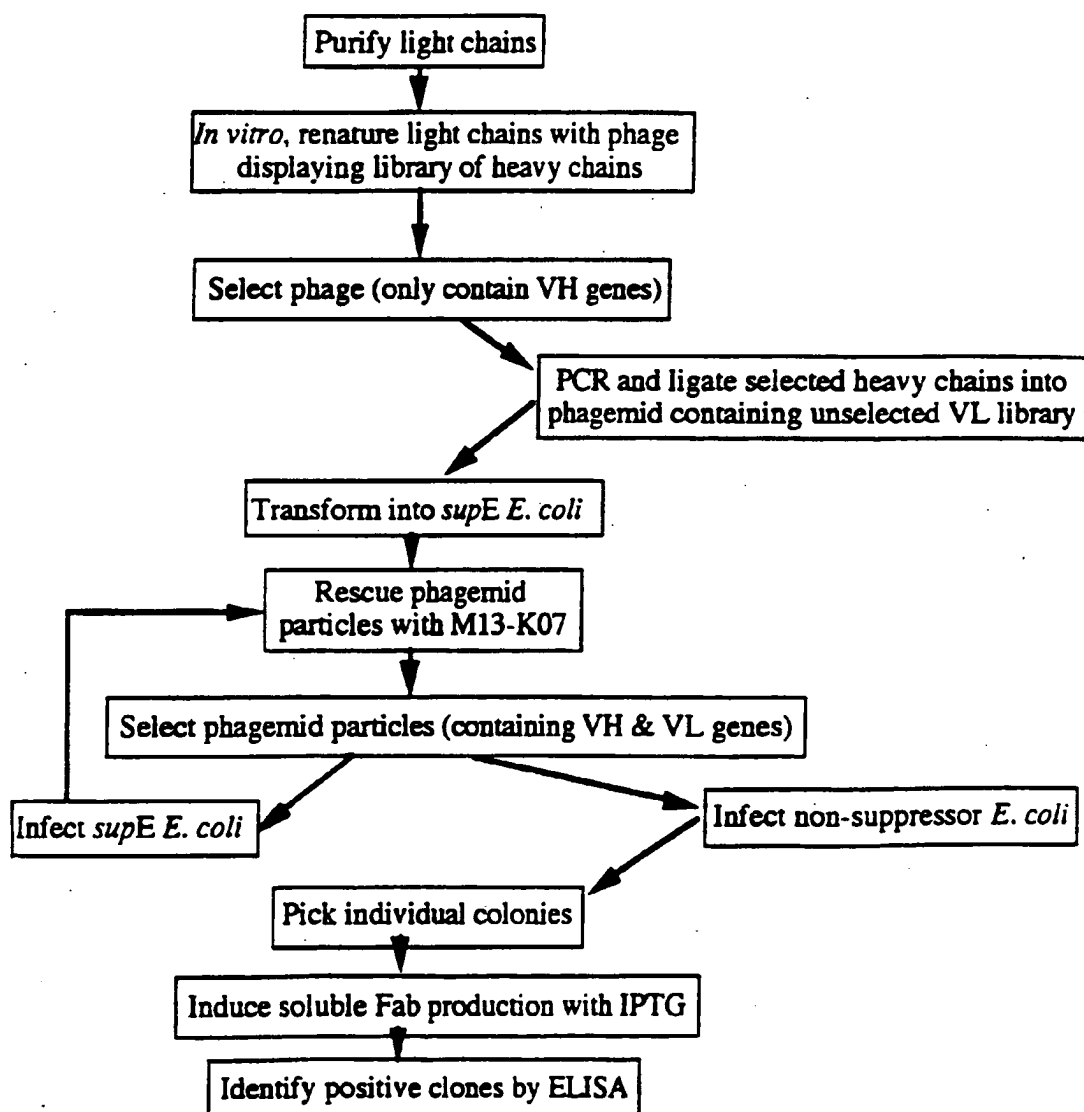 Purify light chains
In vitro, renature light chains with phage
displaying library of heavy chains
Select phage (only contain VH genes)
PCR and ligate selected heavy chains into
phagemid containing unselected VL library
Transform into supE E. coli
Rescue phagemid
particles with M13-K07
Select phagemid particles (containing VH & VL genes)
Infect supE E. coli
Infect non-suppressor E. coli
Pick individual colonies
Induce soluble Fab production with IPTG
Identify positive clones by ELISA